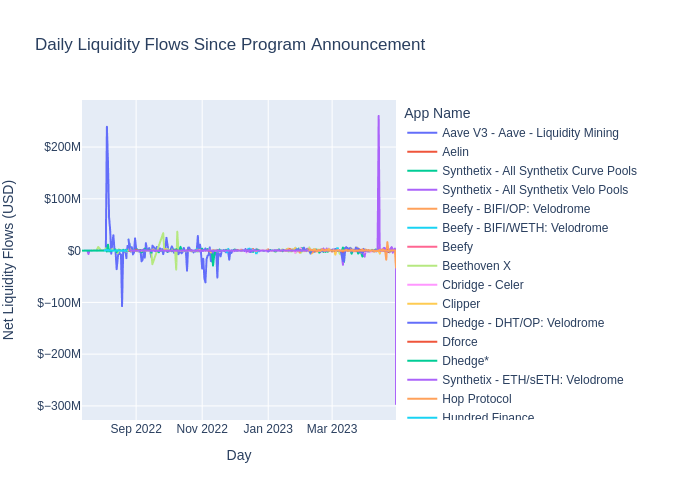 Daily Liquidity Flows Since Program Announcement
Net Liquidity Flows (USD)
$200M
$100M
$0
$−100M
$−200M
$−300M
Sep 2022
Nov 2022
Jan 2023
Mar 2023
Day
App Name
Aave V3 - Aave - Liquidity Mining
Aelin
Synthetix - All Synthetix Curve Pools
Synthetix - All Synthetix Velo Pools
Beefy - BIFI/OP: Velodrome
Beefy - BIFI/WETH: Velodrome
Beefy
Beethoven X
Cbridge - Celer
Clipper
Dhedge - DHT/OP: Velodrome
Dforce
Dhedge*
Synthetix - ETH/sETH: Velodrome
Hop Protocol
Hundred Finance